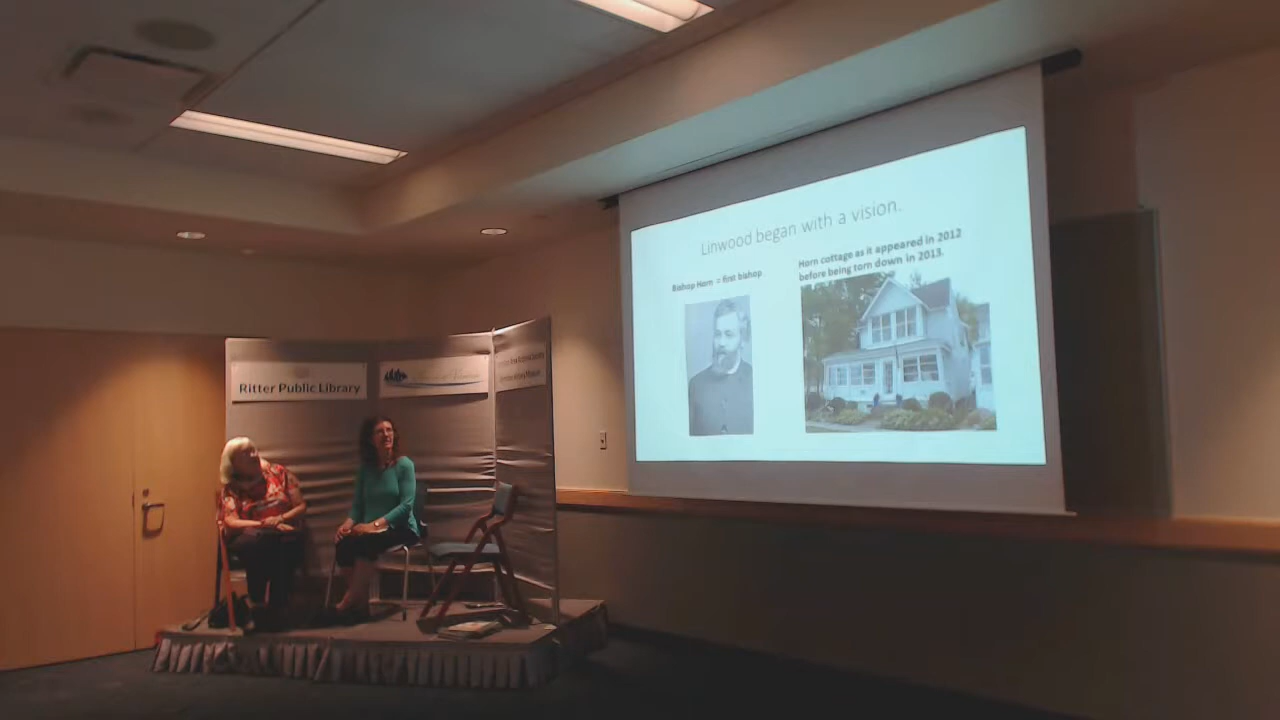 Linwood began with a vision.
Bishop Horn = first bishop
Horn cottage as it appeared in 2012
before being torn down in 2013.
Ritter Public Library